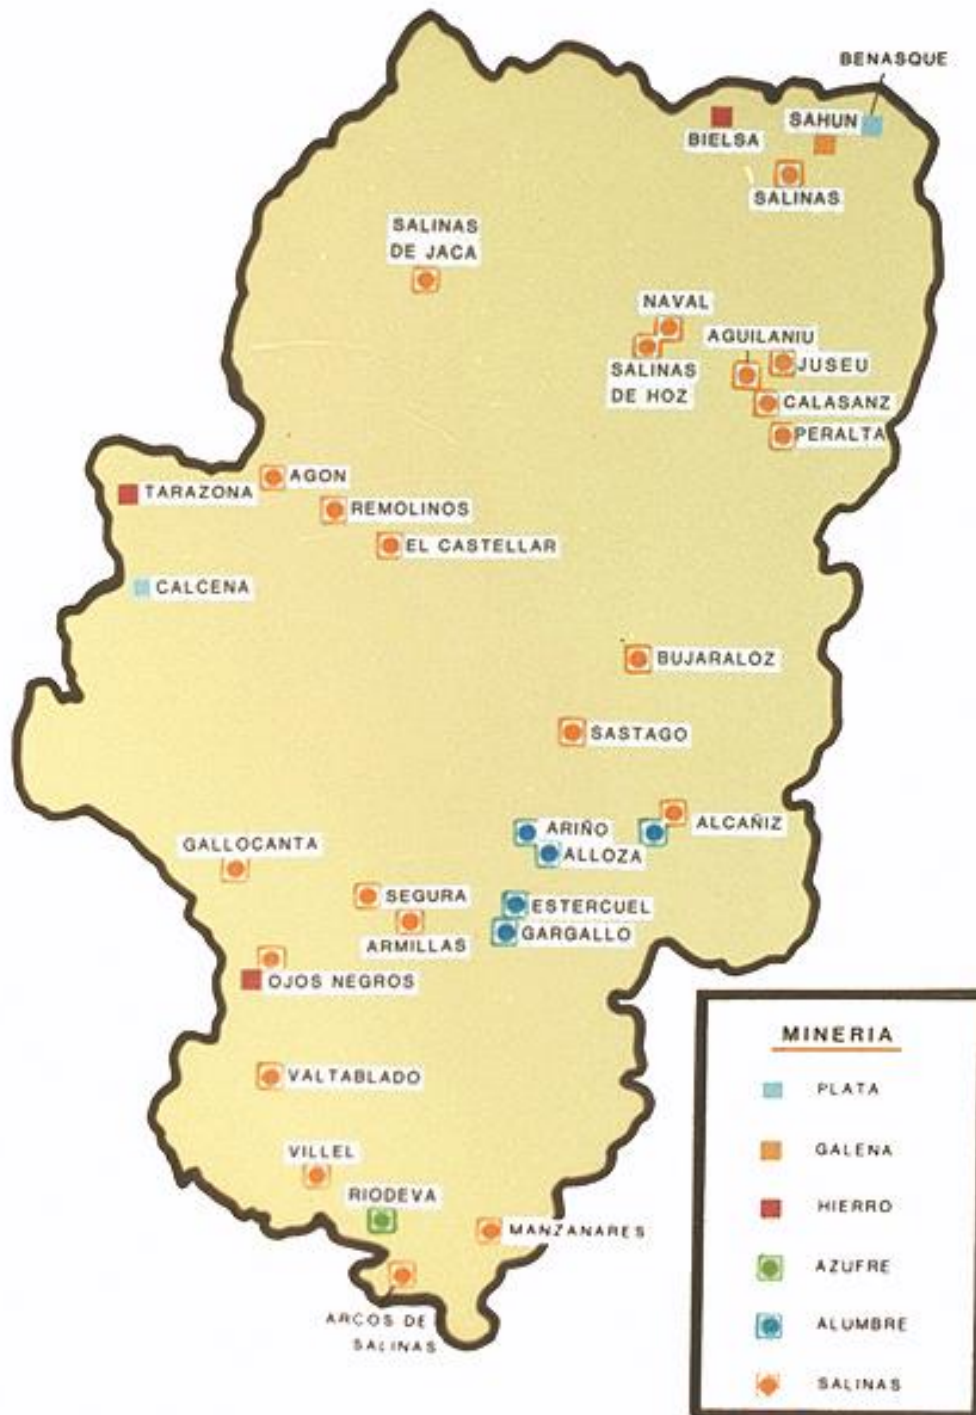 BENASQUE
SAHUN
BIELSA
SALINAS
SALINAS
DE JACA
NAVAL
AGUILANIU
JUSEU
SALINAS
DE HOZ
CALASANZ
PERALTA
AGON
TARAZONA
REMOLINOS
EL CASTELLAR
CALCENA
BUJARALOZ
SASTAGO
ALCAÑIZ
ARIÑO
ALLOZA
GALLOCANTA
SEGURA
ESTERCUEL
ARMILLAS
GARGALLO
OJOS NEGROS
VALTABLADO
VILLEL
RIODEVA
MANZANARES
ARCOS DE
SALINAS
MINERIA
PLATA
GALENA
HIERRO
AZUFRE
ALUMBRE
SALINAS